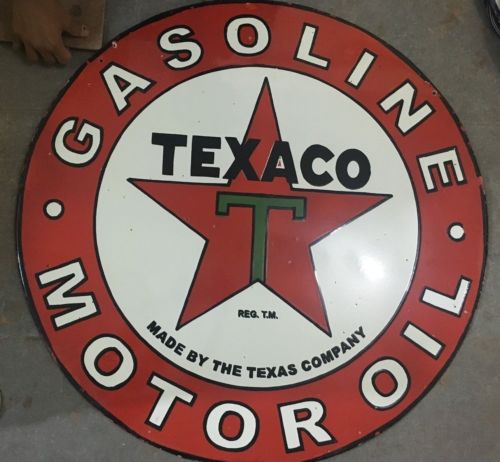 GASOLINE
TEXACO
T
REG. T.M.
MADE BY THE TEXAS COMPANY
MOTOR OIL